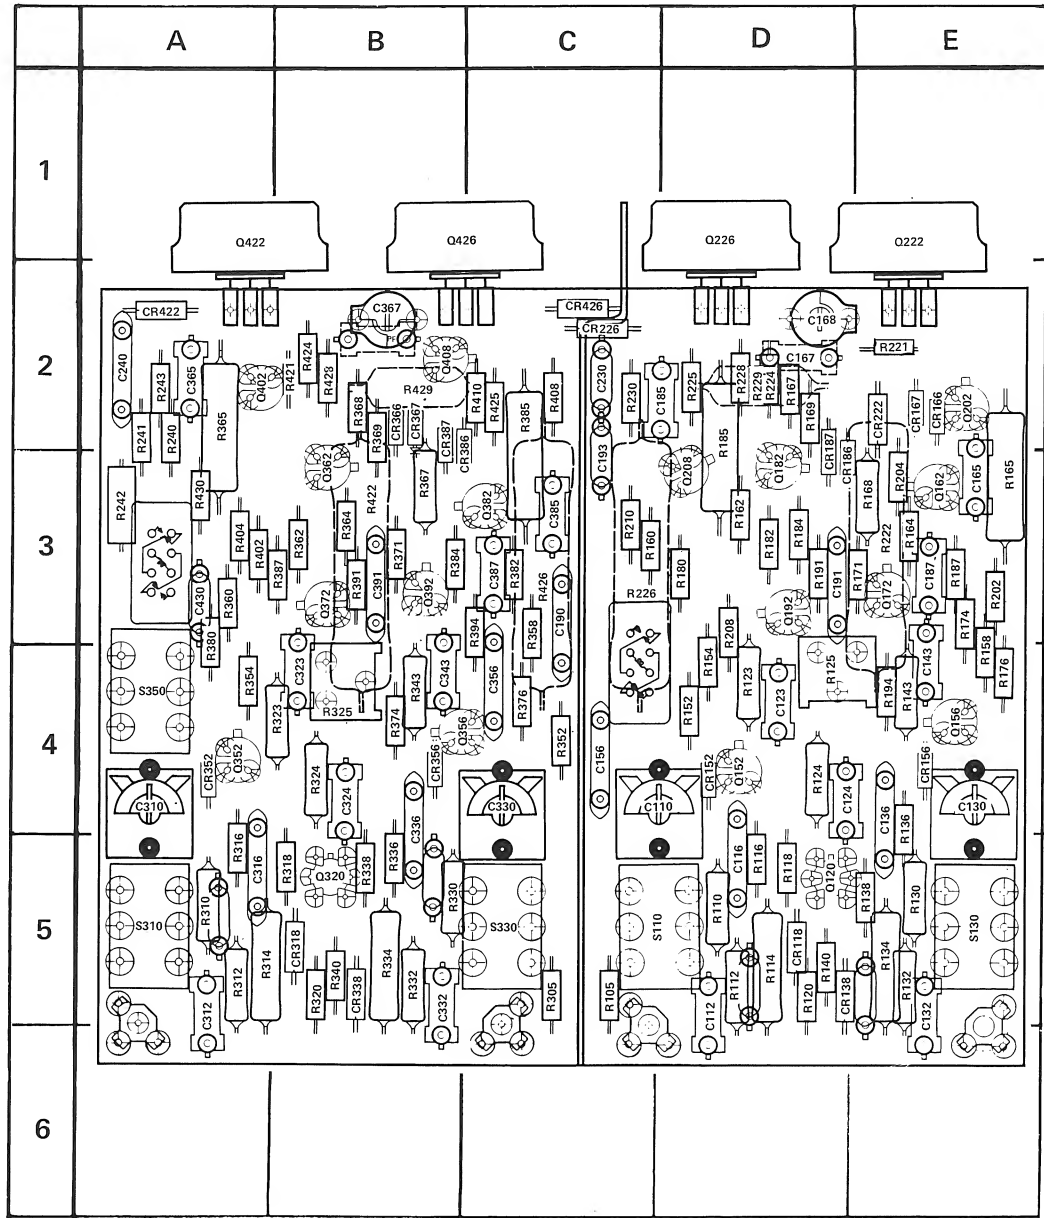 A B C D E
1
Q422 Q426 Q226 Q222
2
CR422 C367 CR426 C168
CR226
PF
C240 R243 C365 Q402 R421 R424 R429 Q408 C230 R228 C167 R221
R429 R410 R425 R408 R230 C185 R225 R229 R224 R167 R169 CR222 CR167 CR166 Q202
R241 R240 R365 R368 R369 CR366 CR367 CR387 CR386 R385 C193 R185 CR187 CR186
3
R242 R430 Q362 R422 R367 Q382 C385 Q208 Q182 R168 R204 Q162 C165 R165
R404 R402 R362 R364 R371 R384 C387 R382 R210 R160 R162 R182 R184 R222 R164 C187 R187
R387 R391 C391 Q392 R426 R180 R191 C191 R171 Q172 R202
C430 R360 R380 Q372 R394 R358 C190 R226 R208 Q192 R174 R158
4
S350 R354 C323 R325 R343 C343 C356 R376 R154 R123 R125 C143 R176
R323 R374 Q356 R352 R152 C123 R194 R143 Q156
CR352 Q352 R324 CR356 C156 CR152 Q152 R124 CR156
C310 C324 C336 C330 C110 C124 C136 C130
R316 R336 R136
5
C316 R318 Q320 R338 R330 C116 R116 R118 Q120 R138 R130
R310 R110
S310 S330 S110 S130
R312 R314 CR318 R340 R334 R332 CR118 R140 R134
C312 R320 CR338 C332 R305 R105 C112 R112 R114 R120 CR138 R132 C132
6